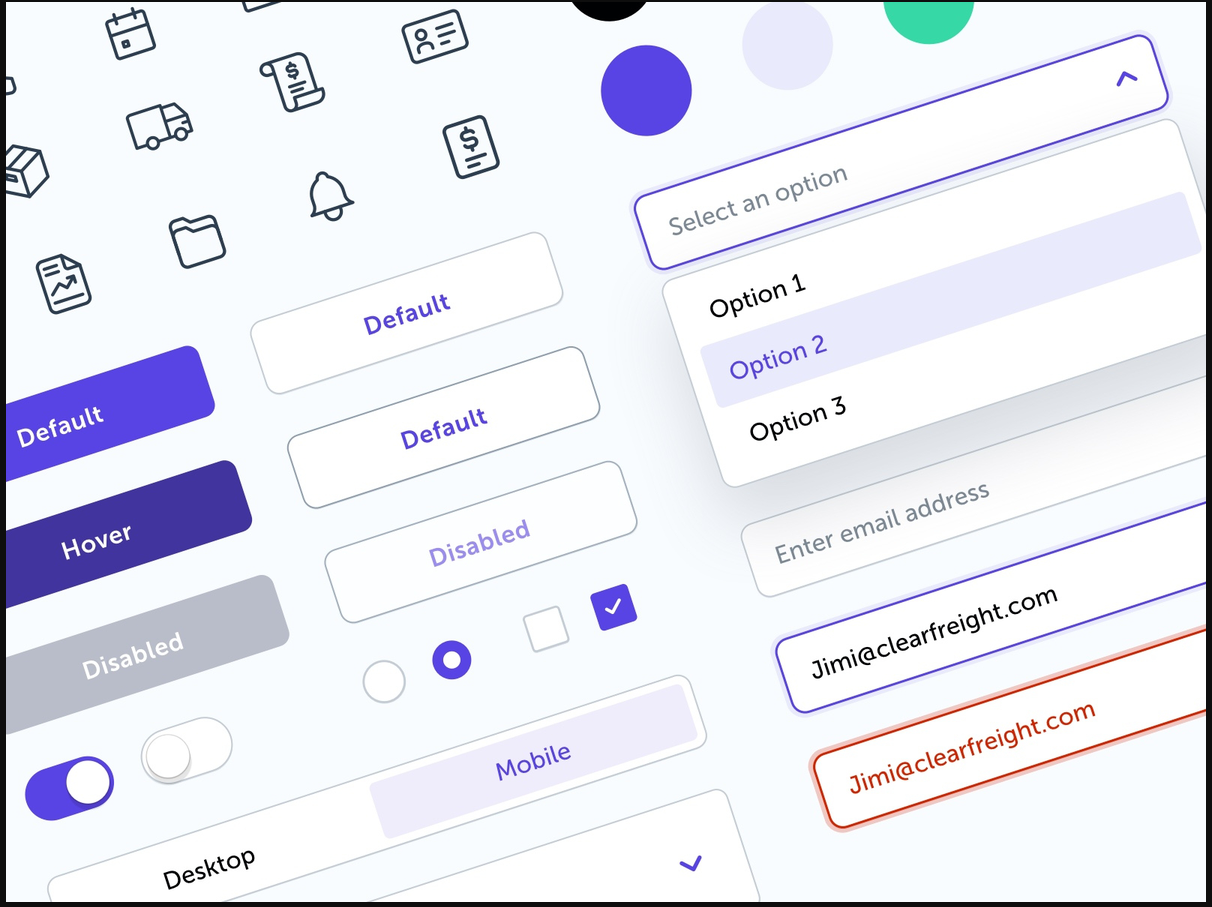 Select an option
Option 1
Option 2
Option 3
Default
Default
Default
Hover
Disabled
Disabled
Enter email address
Jimi@clearfreight.com
Jimi@clearfreight.com
Mobile
Desktop